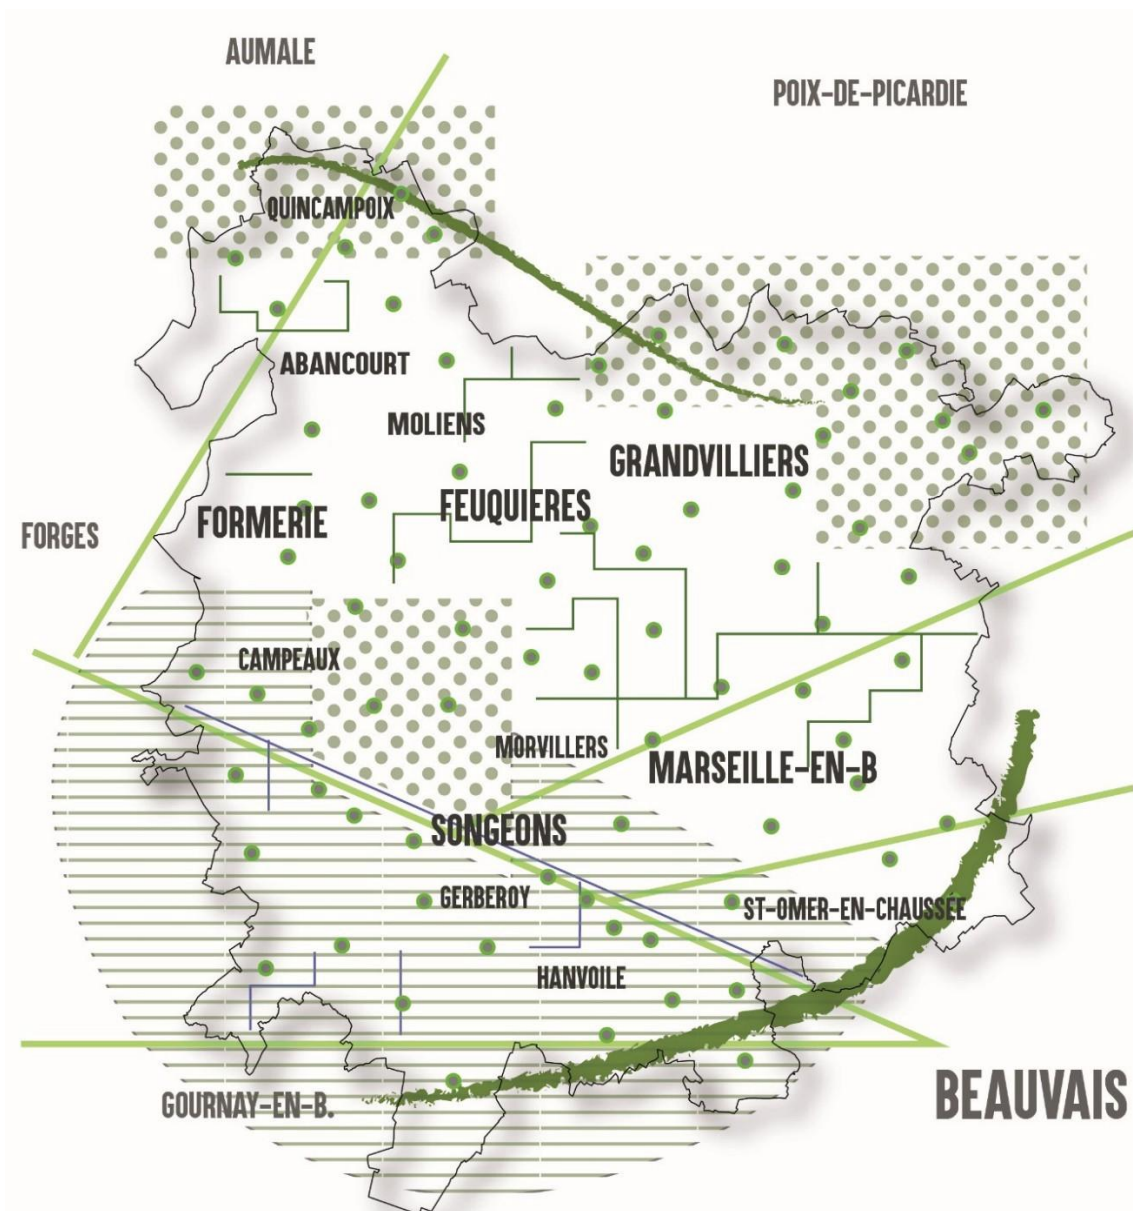 AUMALE
POIX-DE-PICARDIE
QUINCAMPOIX
ABANCOURT
MOLIENS
GRANDVILLIERS
FEUQUIERES
FORMERIE
FORGES
CAMPEAUX
MORVILLERS
MARSEILLE-EN-B
SONGEONS
GERBEROY
ST-OMER-EN-CHAUSSÉE
HANVOILE
GOURNAY-EN-B.
BEAUVAIS